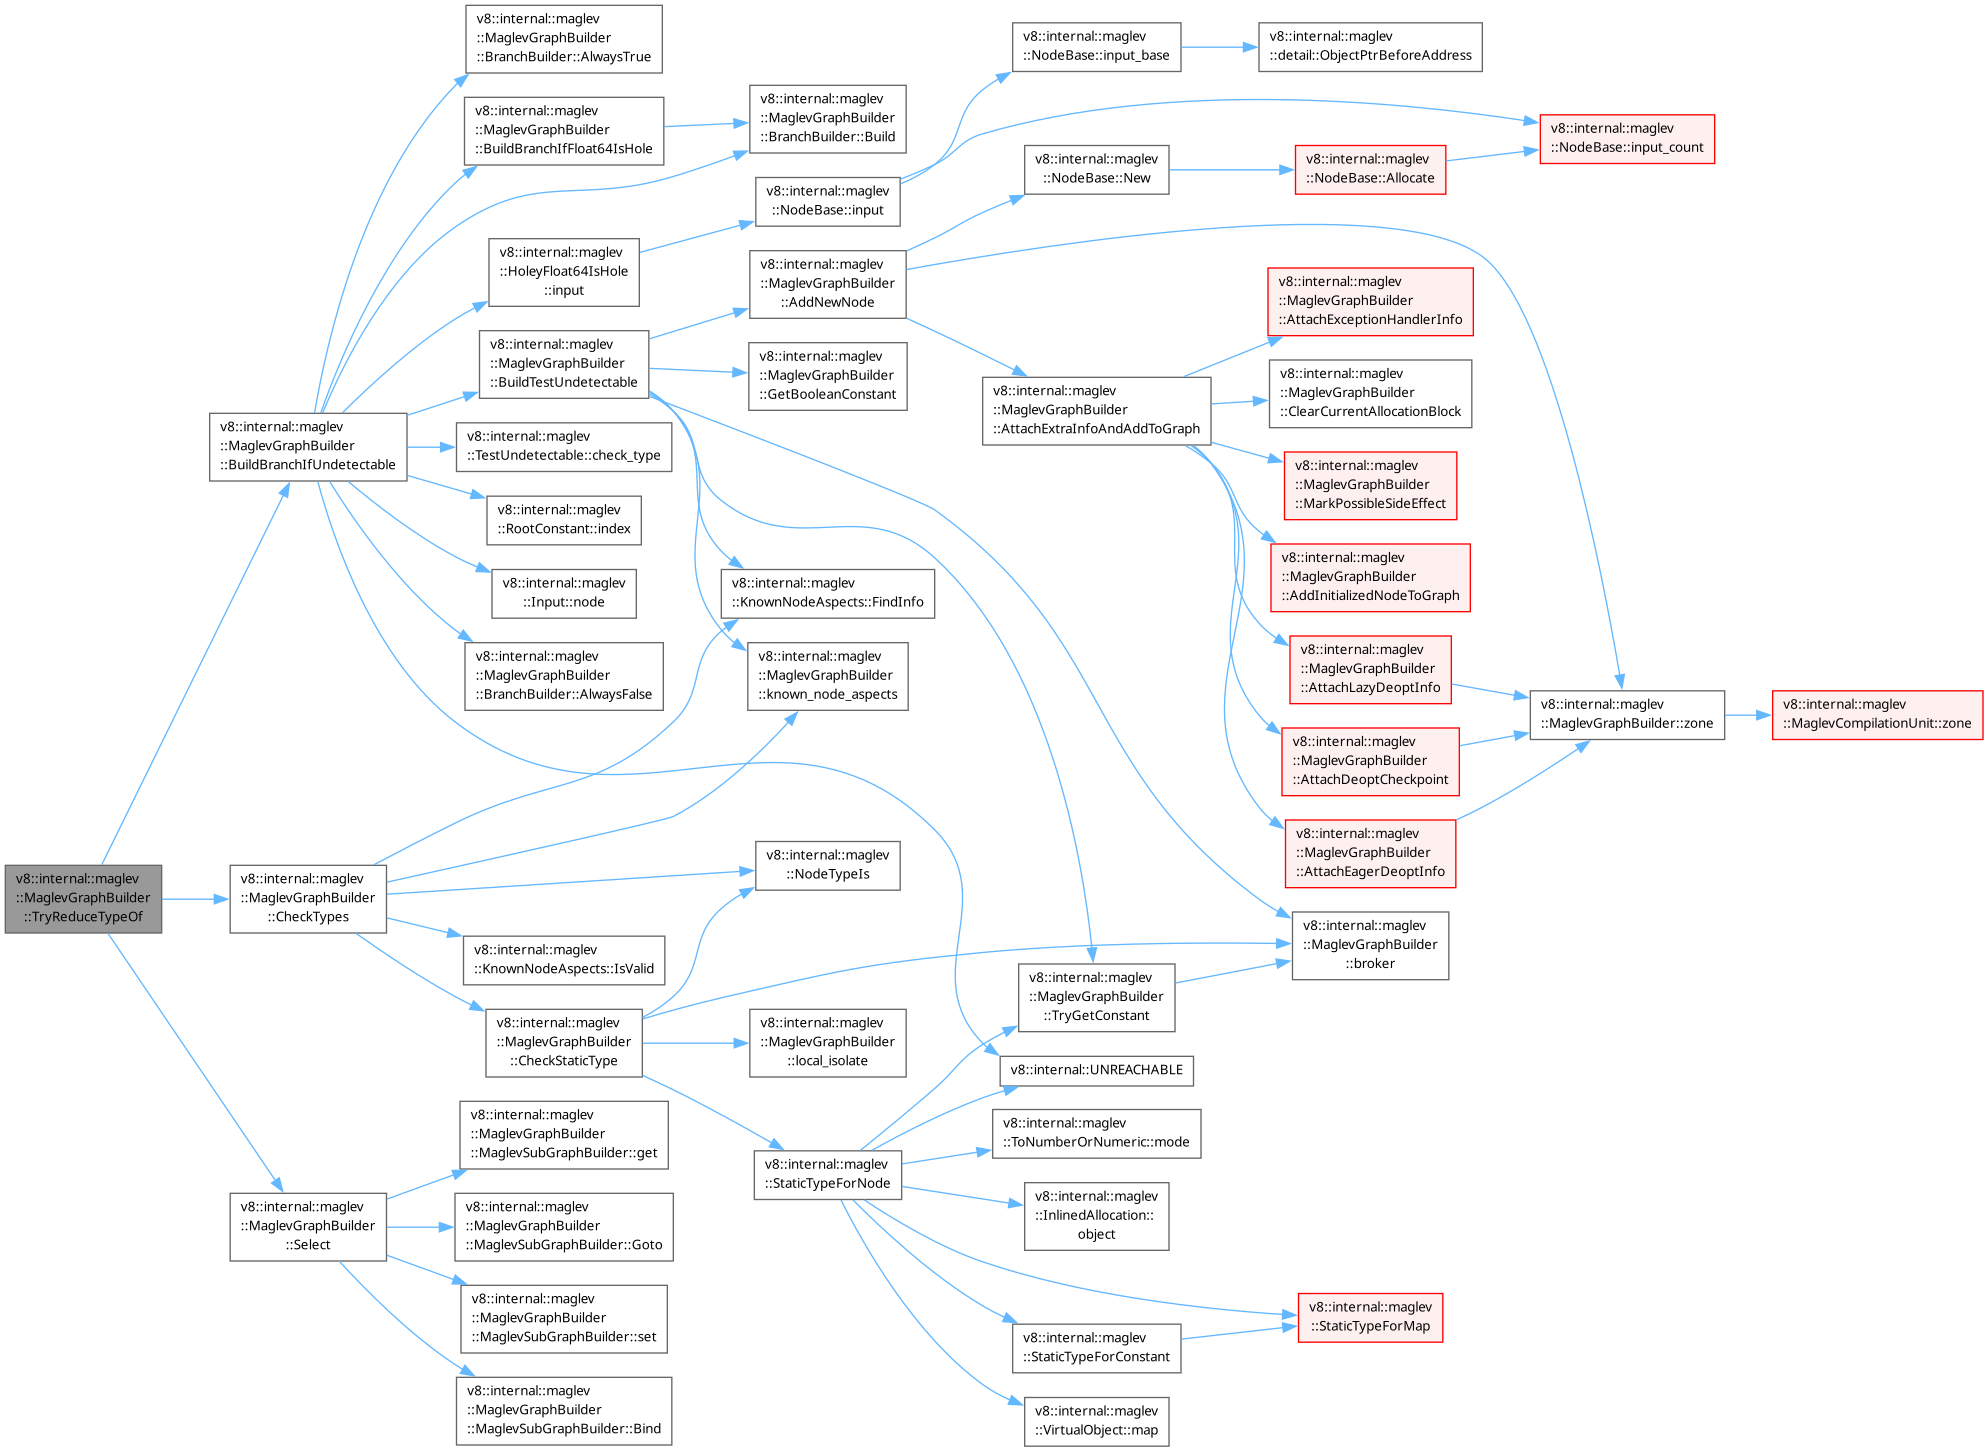 v8::internal::maglev
::MaglevGraphBuilder
::TryReduceTypeOf
v8::internal::maglev
::MaglevGraphBuilder
::BuildBranchIfUndetectable
v8::internal::maglev
::MaglevGraphBuilder
::CheckTypes
v8::internal::maglev
::MaglevGraphBuilder
::Select
v8::internal::maglev
::MaglevGraphBuilder
::BranchBuilder::AlwaysTrue
v8::internal::maglev
::MaglevGraphBuilder
::BuildBranchIfFloat64IsHole
v8::internal::maglev
::HoleyFloat64IsHole
::input
v8::internal::maglev
::MaglevGraphBuilder
::BuildTestUndetectable
v8::internal::maglev
::TestUndetectable::check_type
v8::internal::maglev
::RootConstant::index
v8::internal::maglev
::Input::node
v8::internal::maglev
::MaglevGraphBuilder
::BranchBuilder::AlwaysFalse
v8::internal::maglev
::KnownNodeAspects::IsValid
v8::internal::maglev
::MaglevGraphBuilder
::CheckStaticType
v8::internal::maglev
::MaglevGraphBuilder
::MaglevSubGraphBuilder::get
v8::internal::maglev
::MaglevGraphBuilder
::MaglevSubGraphBuilder::Goto
v8::internal::maglev
::MaglevGraphBuilder
::MaglevSubGraphBuilder::set
v8::internal::maglev
::MaglevGraphBuilder
::MaglevSubGraphBuilder::Bind
v8::internal::maglev
::MaglevGraphBuilder
::BranchBuilder::Build
v8::internal::maglev
::NodeBase::input
v8::internal::maglev
::MaglevGraphBuilder
::AddNewNode
v8::internal::maglev
::MaglevGraphBuilder
::GetBooleanConstant
v8::internal::maglev
::KnownNodeAspects::FindInfo
v8::internal::maglev
::MaglevGraphBuilder
::known_node_aspects
v8::internal::maglev
::NodeTypeIs
v8::internal::maglev
::MaglevGraphBuilder
::local_isolate
v8::internal::maglev
::StaticTypeForNode
v8::internal::maglev
::NodeBase::input_base
v8::internal::maglev
::NodeBase::New
v8::internal::maglev
::MaglevGraphBuilder
::AttachExtraInfoAndAddToGraph
v8::internal::maglev
::MaglevGraphBuilder
::TryGetConstant
v8::internal::UNREACHABLE
v8::internal::maglev
::ToNumberOrNumeric::mode
v8::internal::maglev
::InlinedAllocation::
object
v8::internal::maglev
::StaticTypeForConstant
v8::internal::maglev
::VirtualObject::map
v8::internal::maglev
::detail::ObjectPtrBeforeAddress
v8::internal::maglev
::NodeBase::Allocate
v8::internal::maglev
::MaglevGraphBuilder
::AttachExceptionHandlerInfo
v8::internal::maglev
::MaglevGraphBuilder
::ClearCurrentAllocationBlock
v8::internal::maglev
::MaglevGraphBuilder
::MarkPossibleSideEffect
v8::internal::maglev
::MaglevGraphBuilder
::AddInitializedNodeToGraph
v8::internal::maglev
::MaglevGraphBuilder
::AttachLazyDeoptInfo
v8::internal::maglev
::MaglevGraphBuilder
::AttachDeoptCheckpoint
v8::internal::maglev
::MaglevGraphBuilder
::AttachEagerDeoptInfo
v8::internal::maglev
::MaglevGraphBuilder
::broker
v8::internal::maglev
::StaticTypeForMap
v8::internal::maglev
::NodeBase::input_count
v8::internal::maglev
::MaglevGraphBuilder::zone
v8::internal::maglev
::MaglevCompilationUnit::zone